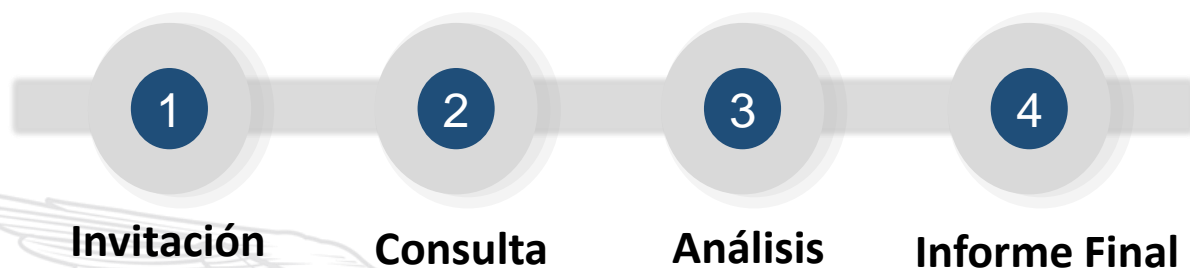 1
2
3
4
Invitación
Consulta
Análisis
Informe Final